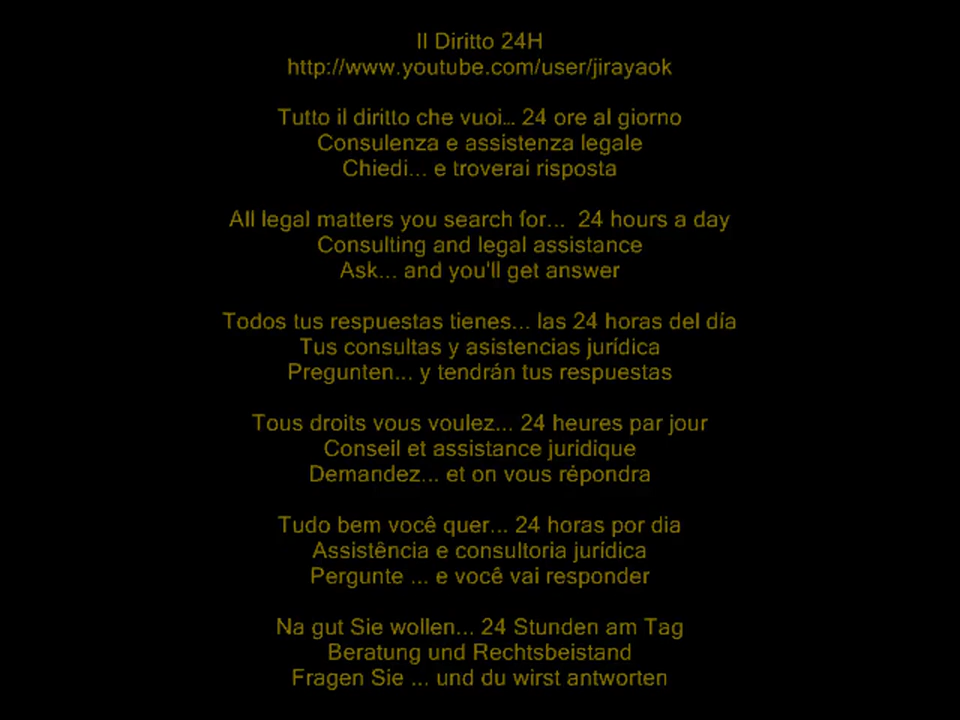 Il Diritto 24H
http://www.youtube.com/user/jirayaok
Tutto il diritto che vuoi... 24 ore al giorno
Consulenza e assistenza legale
Chiedi... e troverai risposta
All legal matters you search for...  24 hours a day
Consulting and legal assistance
Ask... and you'll get answer
Todos tus respuestas tienes... las 24 horas del día
Tus consultas y asistencias jurídica
Pregunten... y tendrán tus respuestas
Tous droits vous voulez... 24 heures par jour
Conseil et assistance juridique
Demandez... et on vous répondra
Tudo bem você quer... 24 horas por dia
Assistência e consultoria jurídica
Pergunte ... e você vai responder
Na gut Sie wollen... 24 Stunden am Tag
Beratung und Rechtsbeistand
Fragen Sie ... und du wirst antworten